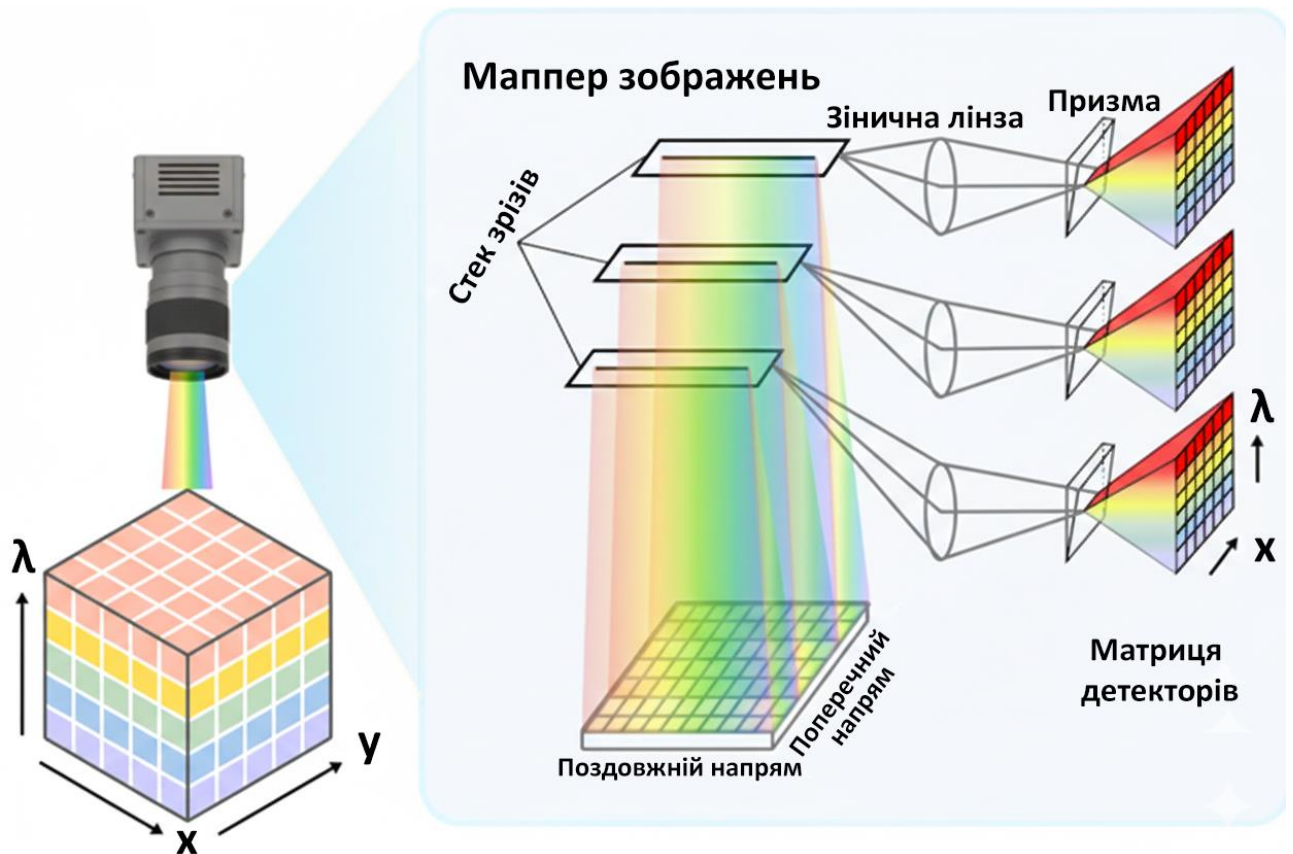 Маппер зображень
Зінична лінза
Призма
Стек зрізів
λ
x
λ
y
x
Поперечний
напрям
Поздовжній напрям
Матриця
детекторів